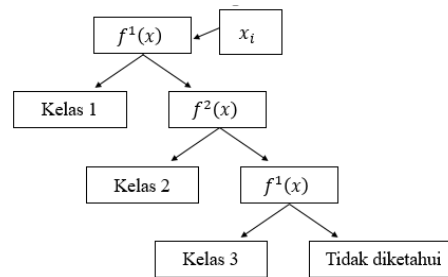 f¹(x)
xᵢ
Kelas 1
f²(x)
Kelas 2
f¹(x)
Kelas 3
Tidak diketahui